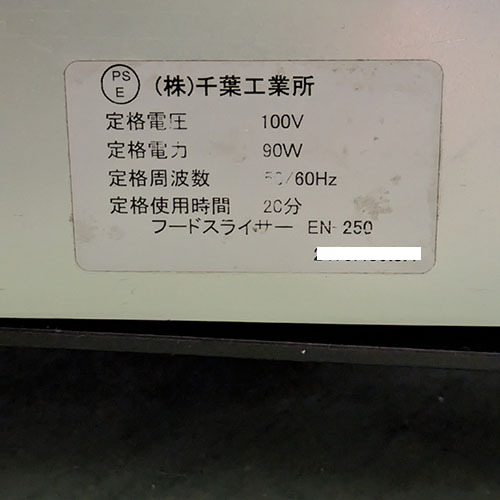 PS
E
(株)千葉工業所
定格電圧 100V
定格電力 90W
定格周波数 50/60Hz
定格使用時間 20分
フードスライサー EN-250